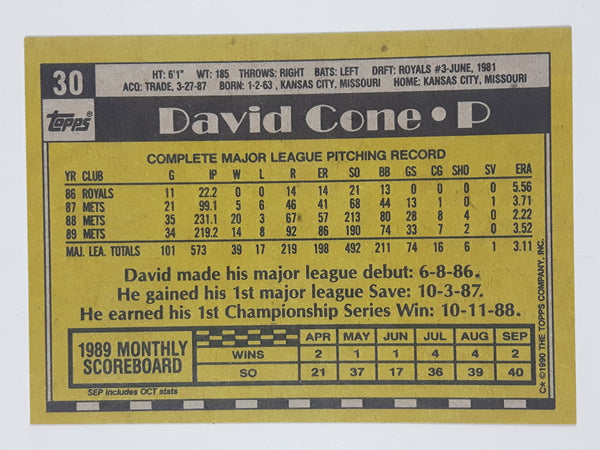 30
HT: 6'1" WT: 185 THROWS: RIGHT BATS: LEFT DRFT: ROYALS #3-JUNE, 1981
ACQ: TRADE, 3-27-87 BORN: 1-2-63, KANSAS CITY, MISSOURI HOME: KANSAS CITY, MISSOURI
Topps®
David Cone • P
COMPLETE MAJOR LEAGUE PITCHING RECORD
YR CLUB G IP W L R ER SO BB GS CG SHO SV ERA
86 ROYALS 11 22.2 0 0 14 14 21 13 0 0 0 0 5.56
87 METS 21 99.1 5 6 46 41 68 44 13 1 0 1 3.71
88 METS 35 231.1 20 3 67 57 213 80 28 8 4 0 2.22
89 METS 34 219.2 14 8 92 86 190 74 33 7 2 0 3.52
MAJ. LEA. TOTALS 101 573 39 17 219 198 492 211 74 16 6 1 3.11
David made his major league debut: 6-8-86.
He gained his 1st major league Save: 10-3-87.
He earned his 1st Championship Series Win: 10-11-88.
1989 MONTHLY SCOREBOARD
APR MAY JUN JUL AUG SEP
WINS 2 1 1 4 4 2
SO 21 37 17 36 39 40
SEP Includes OCT stats
C* ©1990 THE TOPPS COMPANY, INC.